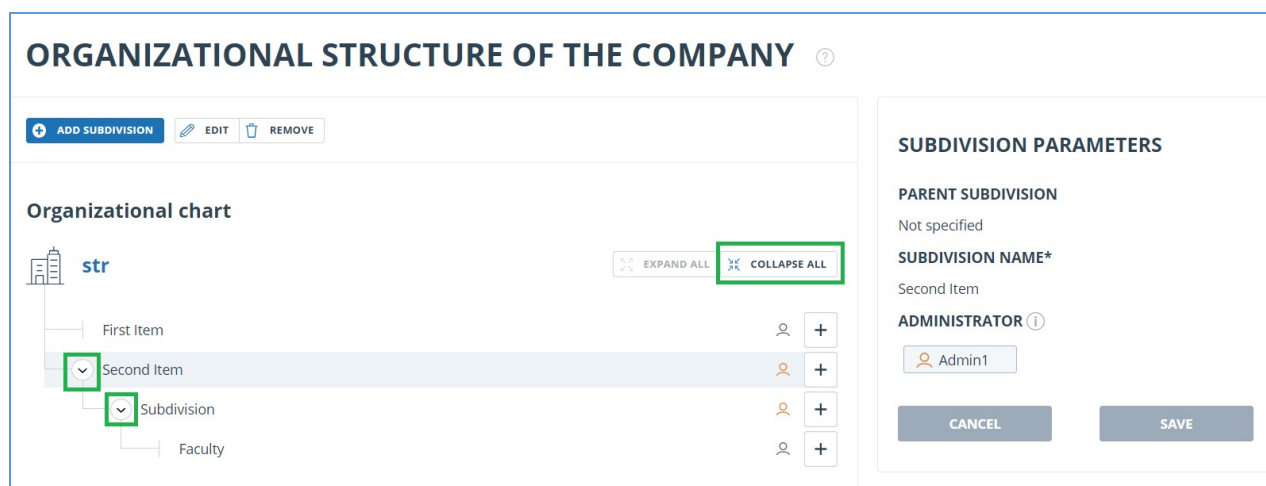 ORGANIZATIONAL STRUCTURE OF THE COMPANY ?
ADD SUBDIVISION EDIT REMOVE
Organizational chart
str
EXPAND ALL COLLAPSE ALL
First Item
Second Item
Subdivision
Faculty
SUBDIVISION PARAMETERS
PARENT SUBDIVISION
Not specified
SUBDIVISION NAME*
Second Item
ADMINISTRATOR i
Admin1
CANCEL SAVE